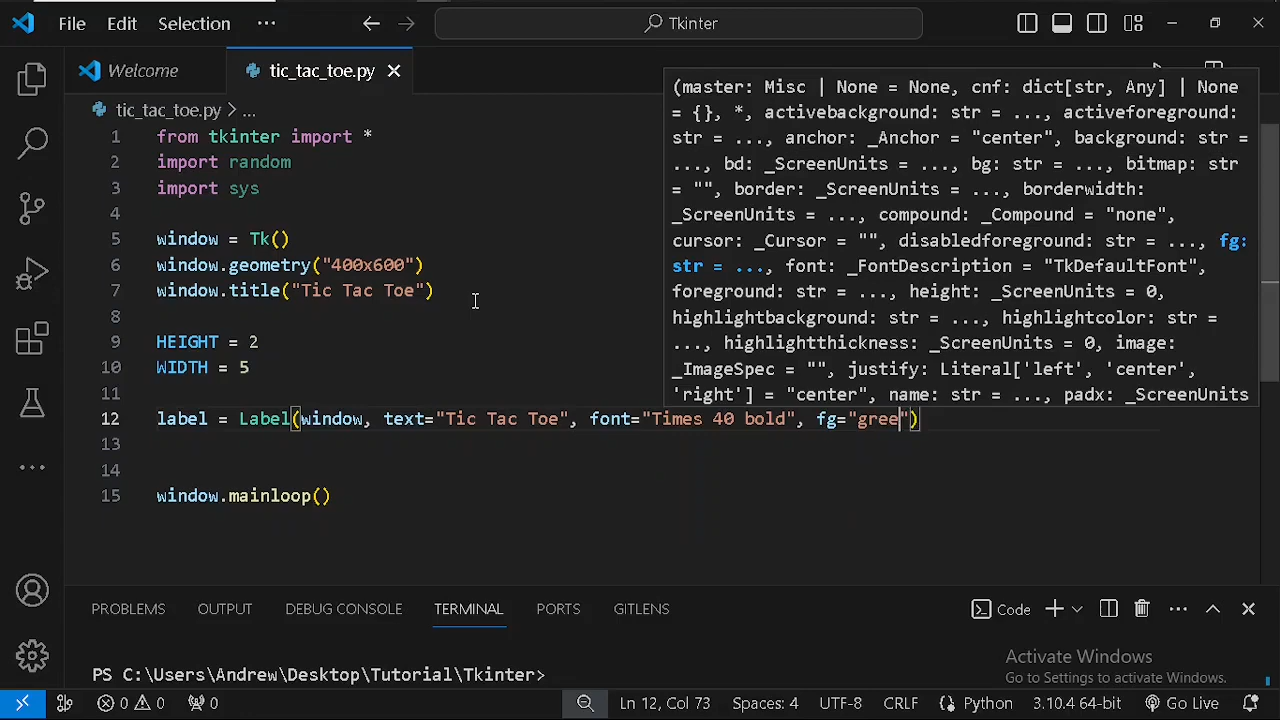 File Edit Selection ··· Tkinter
Welcome tic_tac_toe.py
tic_tac_toe.py > ...
1 from tkinter import *
2 import random
3 import sys
4
5 window = Tk()
6 window.geometry("400x600")
7 window.title("Tic Tac Toe")
8
9 HEIGHT = 2
10 WIDTH = 5
11
12 label = Label(window, text="Tic Tac Toe", font="Times 40 bold", fg="gree")
13
14
15 window.mainloop()
(master: Misc | None = None, cnf: dict[str, Any] | None
= {}, *, activebackground: str = ..., activeforeground:
str = ..., anchor: _Anchor = "center", background: str =
..., bd: _ScreenUnits = ..., bg: str = ..., bitmap: str
= "", border: _ScreenUnits = ..., borderwidth:
_ScreenUnits = ..., compound: _Compound = "none",
cursor: _Cursor = "", disabledforeground: str = ..., fg:
str = ..., font: _FontDescription = "TkDefaultFont",
foreground: str = ..., height: _ScreenUnits = 0,
highlightbackground: str = ..., highlightcolor: str =
..., highlightthickness: _ScreenUnits = 0, image:
_ImageSpec = "", justify: Literal['left', 'center',
'right'] = "center", name: str = ..., padx: _ScreenUnits
PROBLEMS OUTPUT DEBUG CONSOLE TERMINAL PORTS GITLENS Code
PS C:\Users\Andrew\Desktop\Tutorial\Tkinter>
Activate Windows
Go to Settings to activate Windows.
0 0 0 Ln 12, Col 73 Spaces: 4 UTF-8 CRLF Python 3.10.4 64-bit Go Live